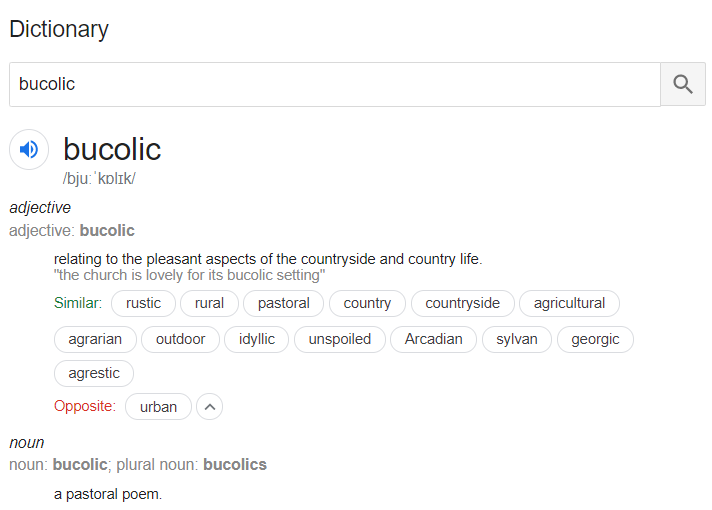 Dictionary
bucolic
bucolic
/bjuːˈkɒlɪk/
adjective
adjective: bucolic
relating to the pleasant aspects of the countryside and country life.
"the church is lovely for its bucolic setting"
Similar: rustic rural pastoral country countryside agricultural
agrarian outdoor idyllic unspoiled Arcadian sylvan georgic
agrestic
Opposite: urban
noun
noun: bucolic; plural noun: bucolics
a pastoral poem.